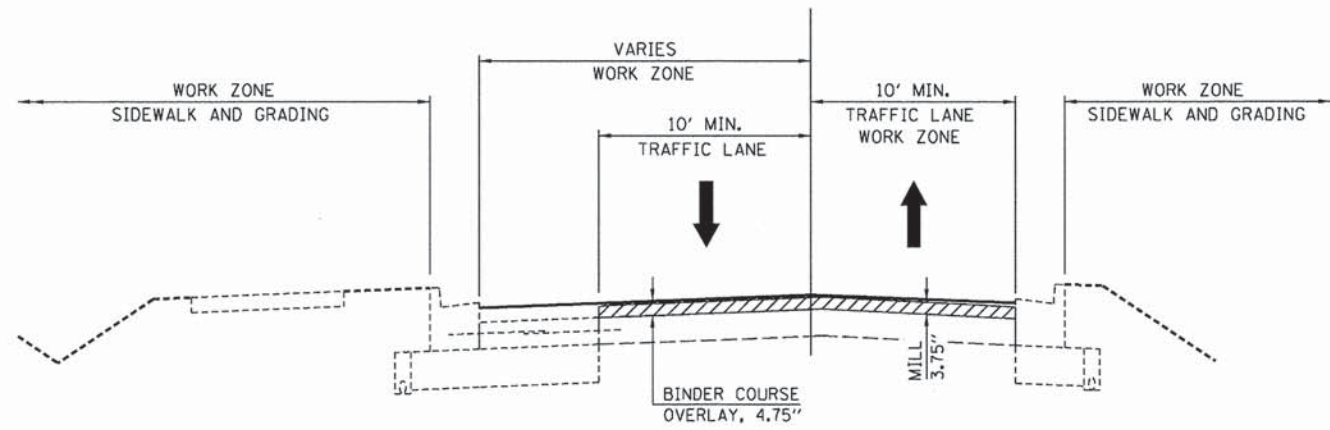 VARIES
WORK ZONE
WORK ZONE
SIDEWALK AND GRADING
10' MIN.
TRAFFIC LANE
10' MIN.
TRAFFIC LANE
WORK ZONE
WORK ZONE
SIDEWALK AND GRADING
MILL
3.75"
BINDER COURSE
OVERLAY, 4.75"